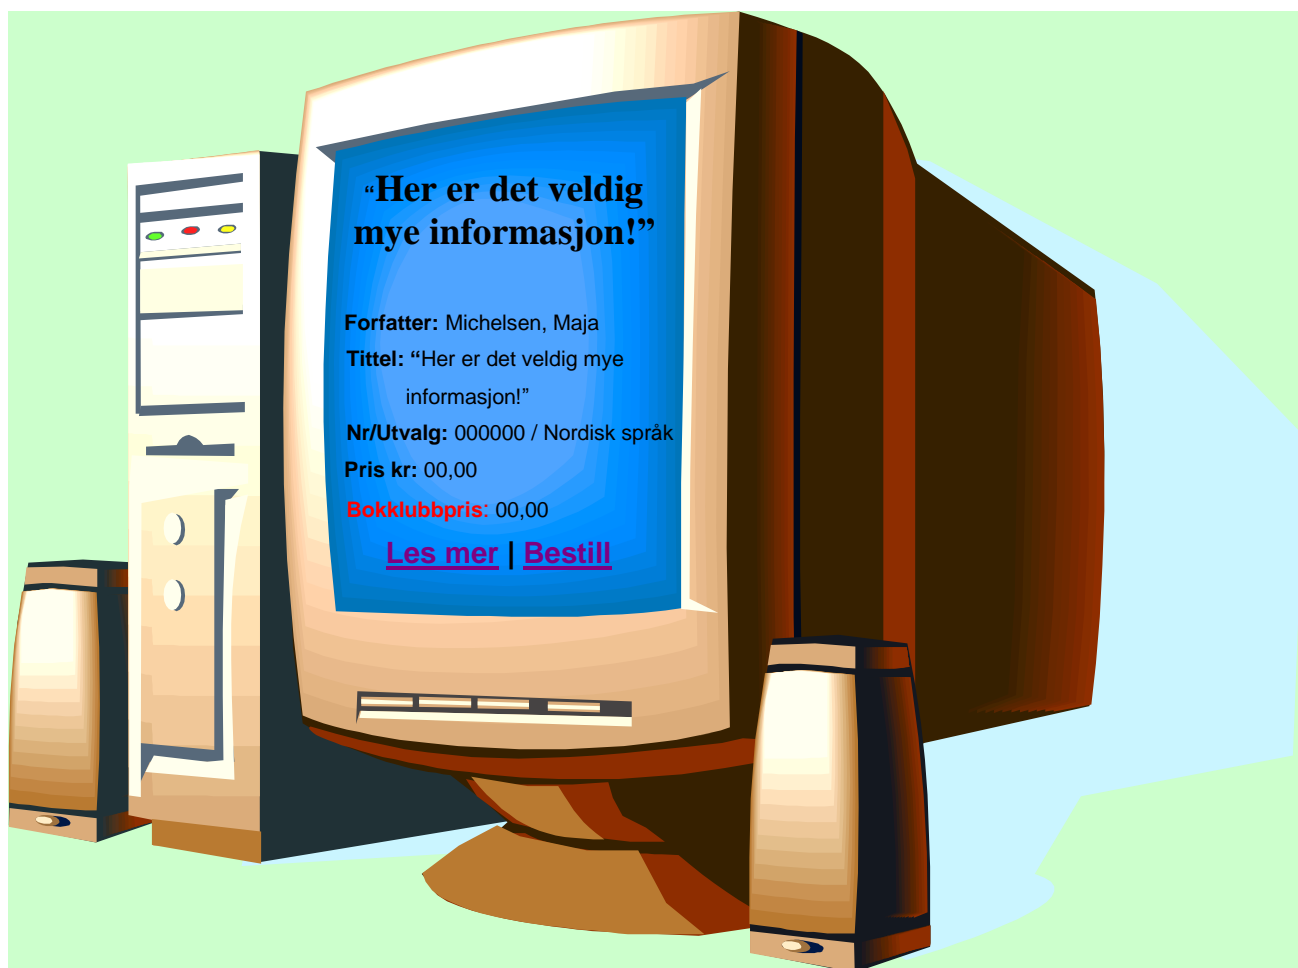 “Her er det veldig
mye informasjon!”
Forfatter: Michelsen, Maja
Tittel: “Her er det veldig mye
informasjon!”
Nr/Utvalg: 000000 / Nordisk språk
Pris kr: 00,00
Bokklubbpris: 00,00
Les mer | Bestill